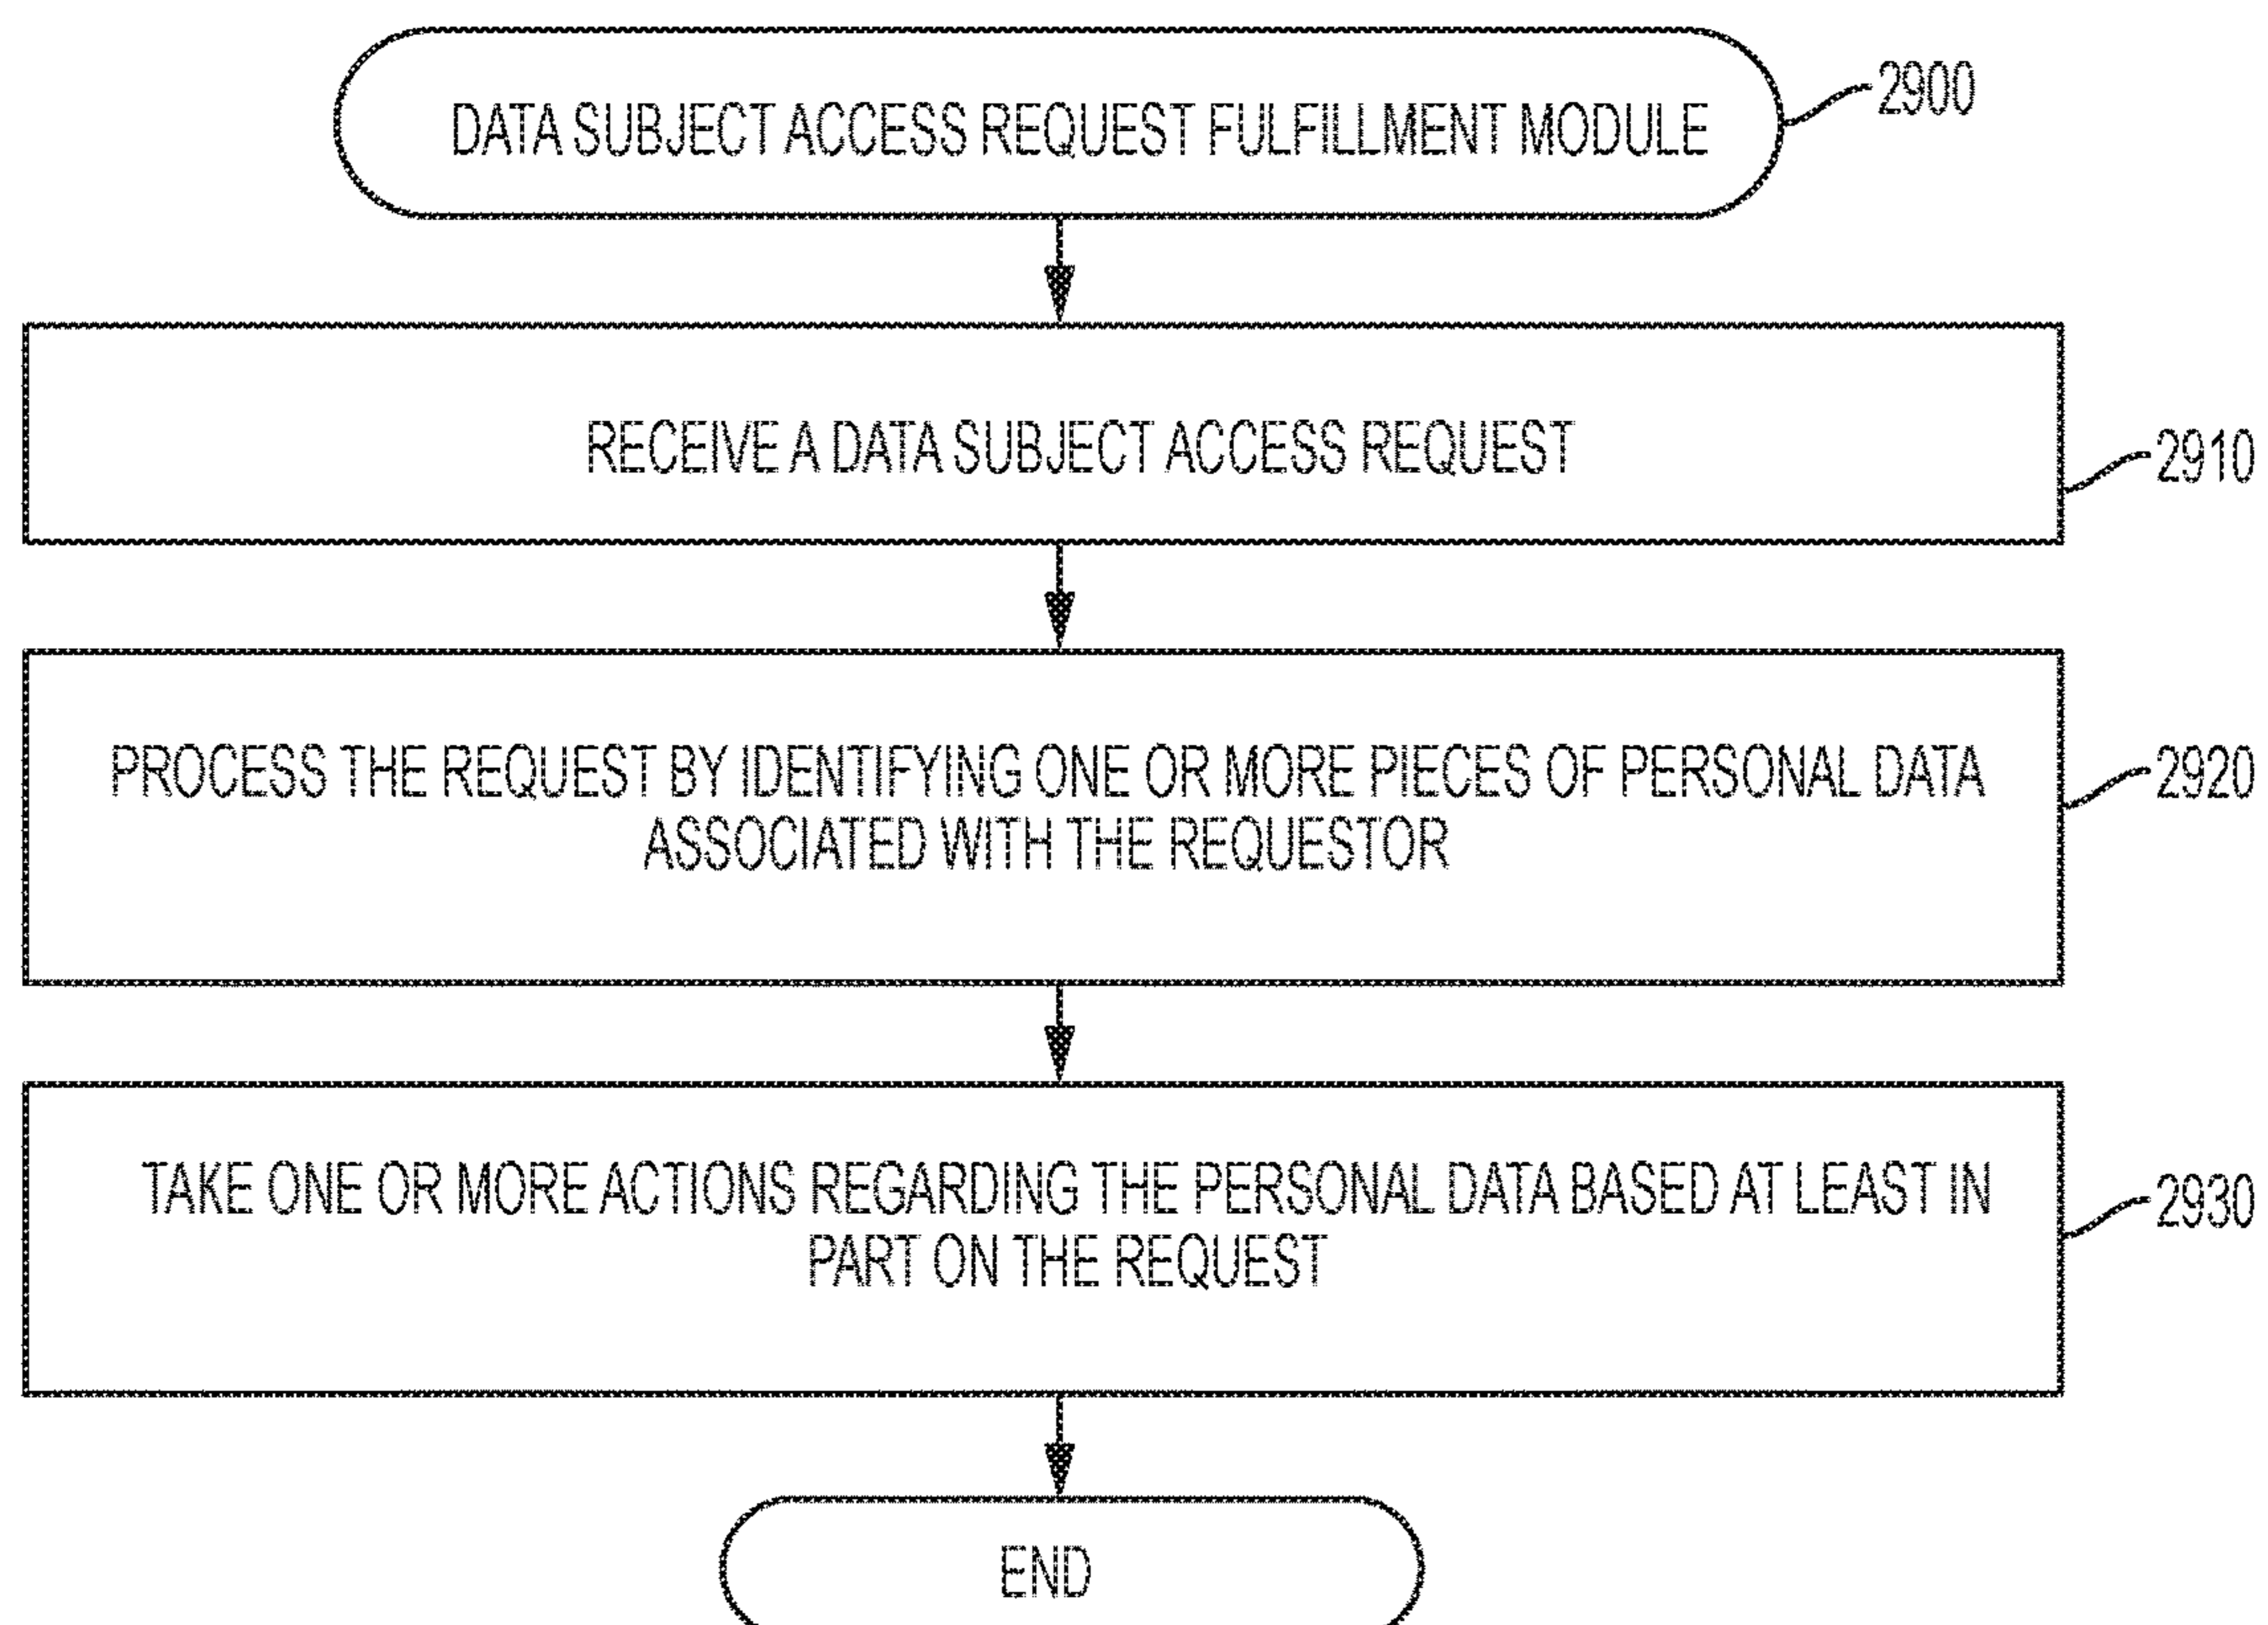 DATA SUBJECT ACCESS REQUEST FULFILLMENT MODULE
2900
RECEIVE A DATA SUBJECT ACCESS REQUEST
2910
PROCESS THE REQUEST BY IDENTIFYING ONE OR MORE PIECES OF PERSONAL DATA
ASSOCIATED WITH THE REQUESTOR
2920
TAKE ONE OR MORE ACTIONS REGARDING THE PERSONAL DATA BASED AT LEAST IN
PART ON THE REQUEST
2930
END